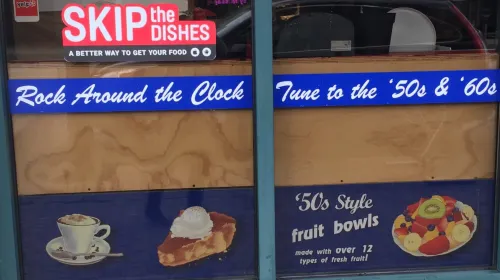 SKIP the
DISHES
A BETTER WAY TO GET YOUR FOOD
Rock Around the Clock
Tune to the '50s & '60s
'50s Style
fruit bowls
made with over 12
types of fresh fruit!